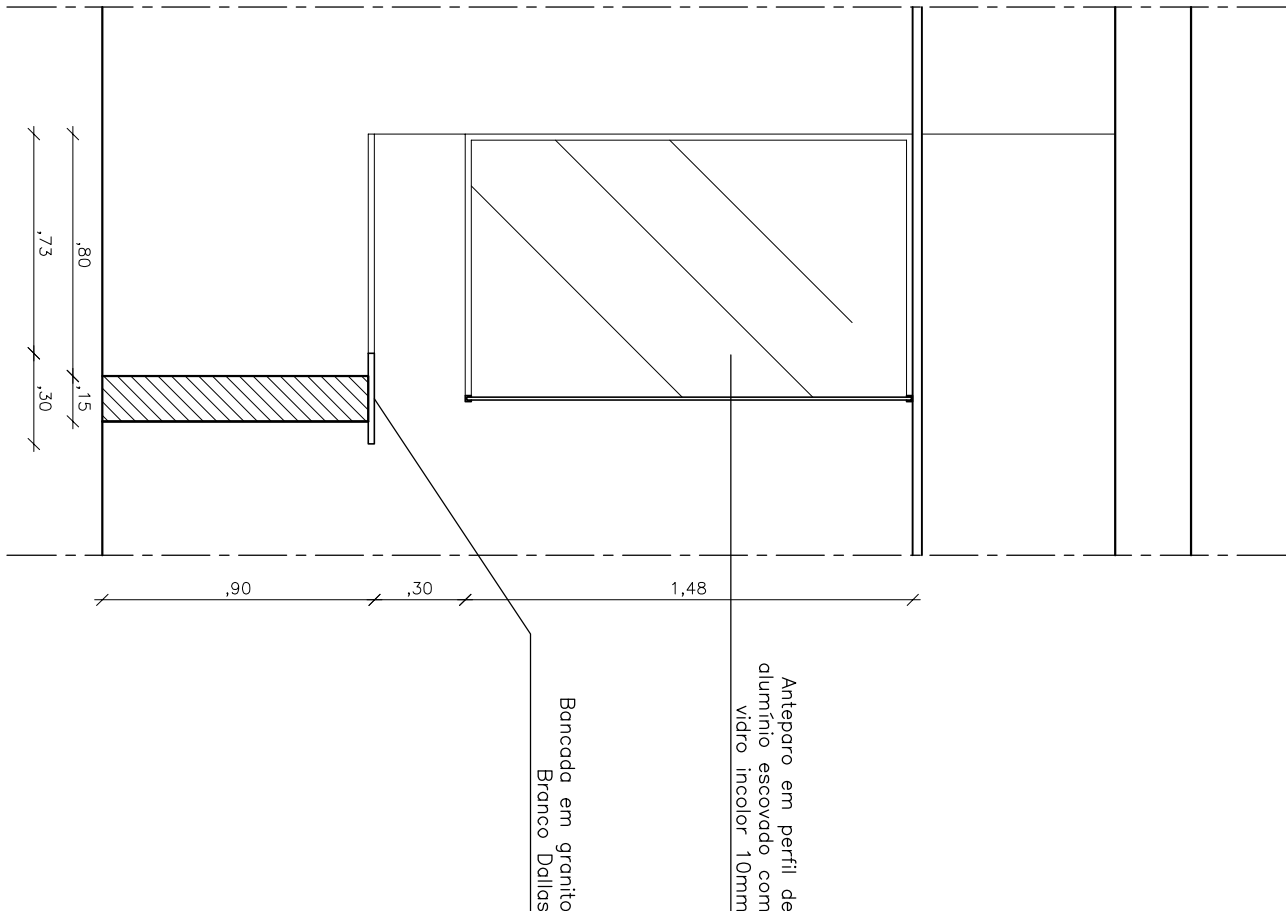 Anteparo em perfil de
alumínio escovado com
vidro incolor 10mm
Bancada em granito
Branco Dallas
,80
,15
,73
,30
,90
,30
1,48